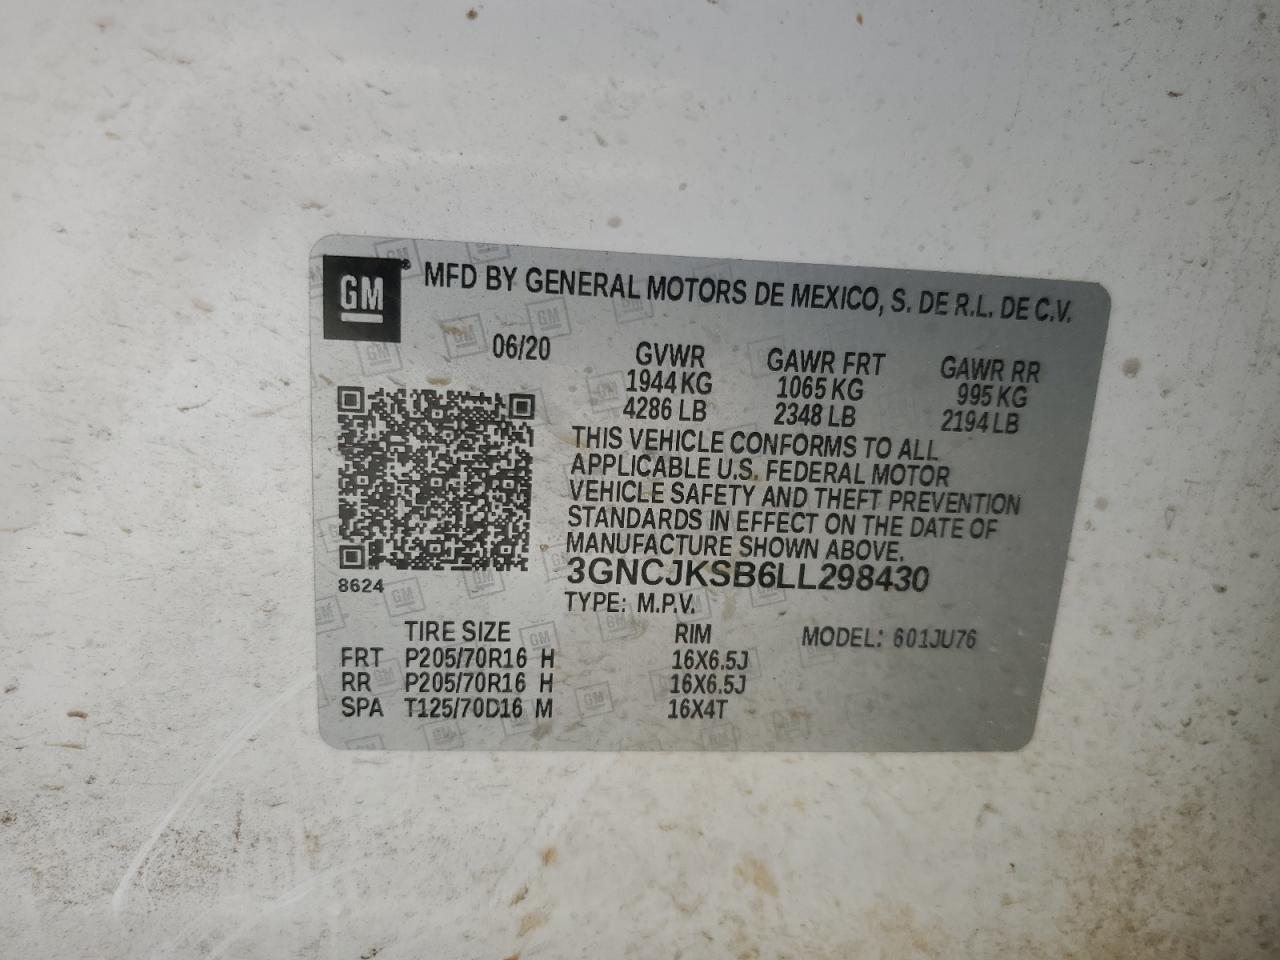 GM® MFD BY GENERAL MOTORS DE MEXICO, S. DE R.L. DE C.V.
06/20 GVWR GAWR FRT GAWR RR
1944 KG 1065 KG 995 KG
4286 LB 2348 LB 2194 LB
THIS VEHICLE CONFORMS TO ALL
APPLICABLE U.S. FEDERAL MOTOR
VEHICLE SAFETY AND THEFT PREVENTION
STANDARDS IN EFFECT ON THE DATE OF
MANUFACTURE SHOWN ABOVE.
8624 3GNCJKSB6LL298430
TYPE: M.P.V.
TIRE SIZE RIM MODEL: 601JU76
FRT P205/70R16 H 16X6.5J
RR P205/70R16 H 16X6.5J
SPA T125/70D16 M 16X4T